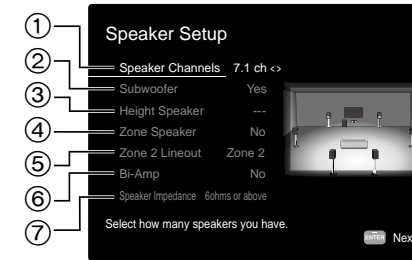 Speaker Setup
① Speaker Channels 7.1 ch <>
② Subwoofer Yes
③ Height Speaker ---
④ Zone Speaker No
⑤ Zone 2 Lineout Zone 2
⑥ Bi-Amp No
⑦ Speaker Impedance 6ohms or above
Select how many speakers you have.
ENTER Nex